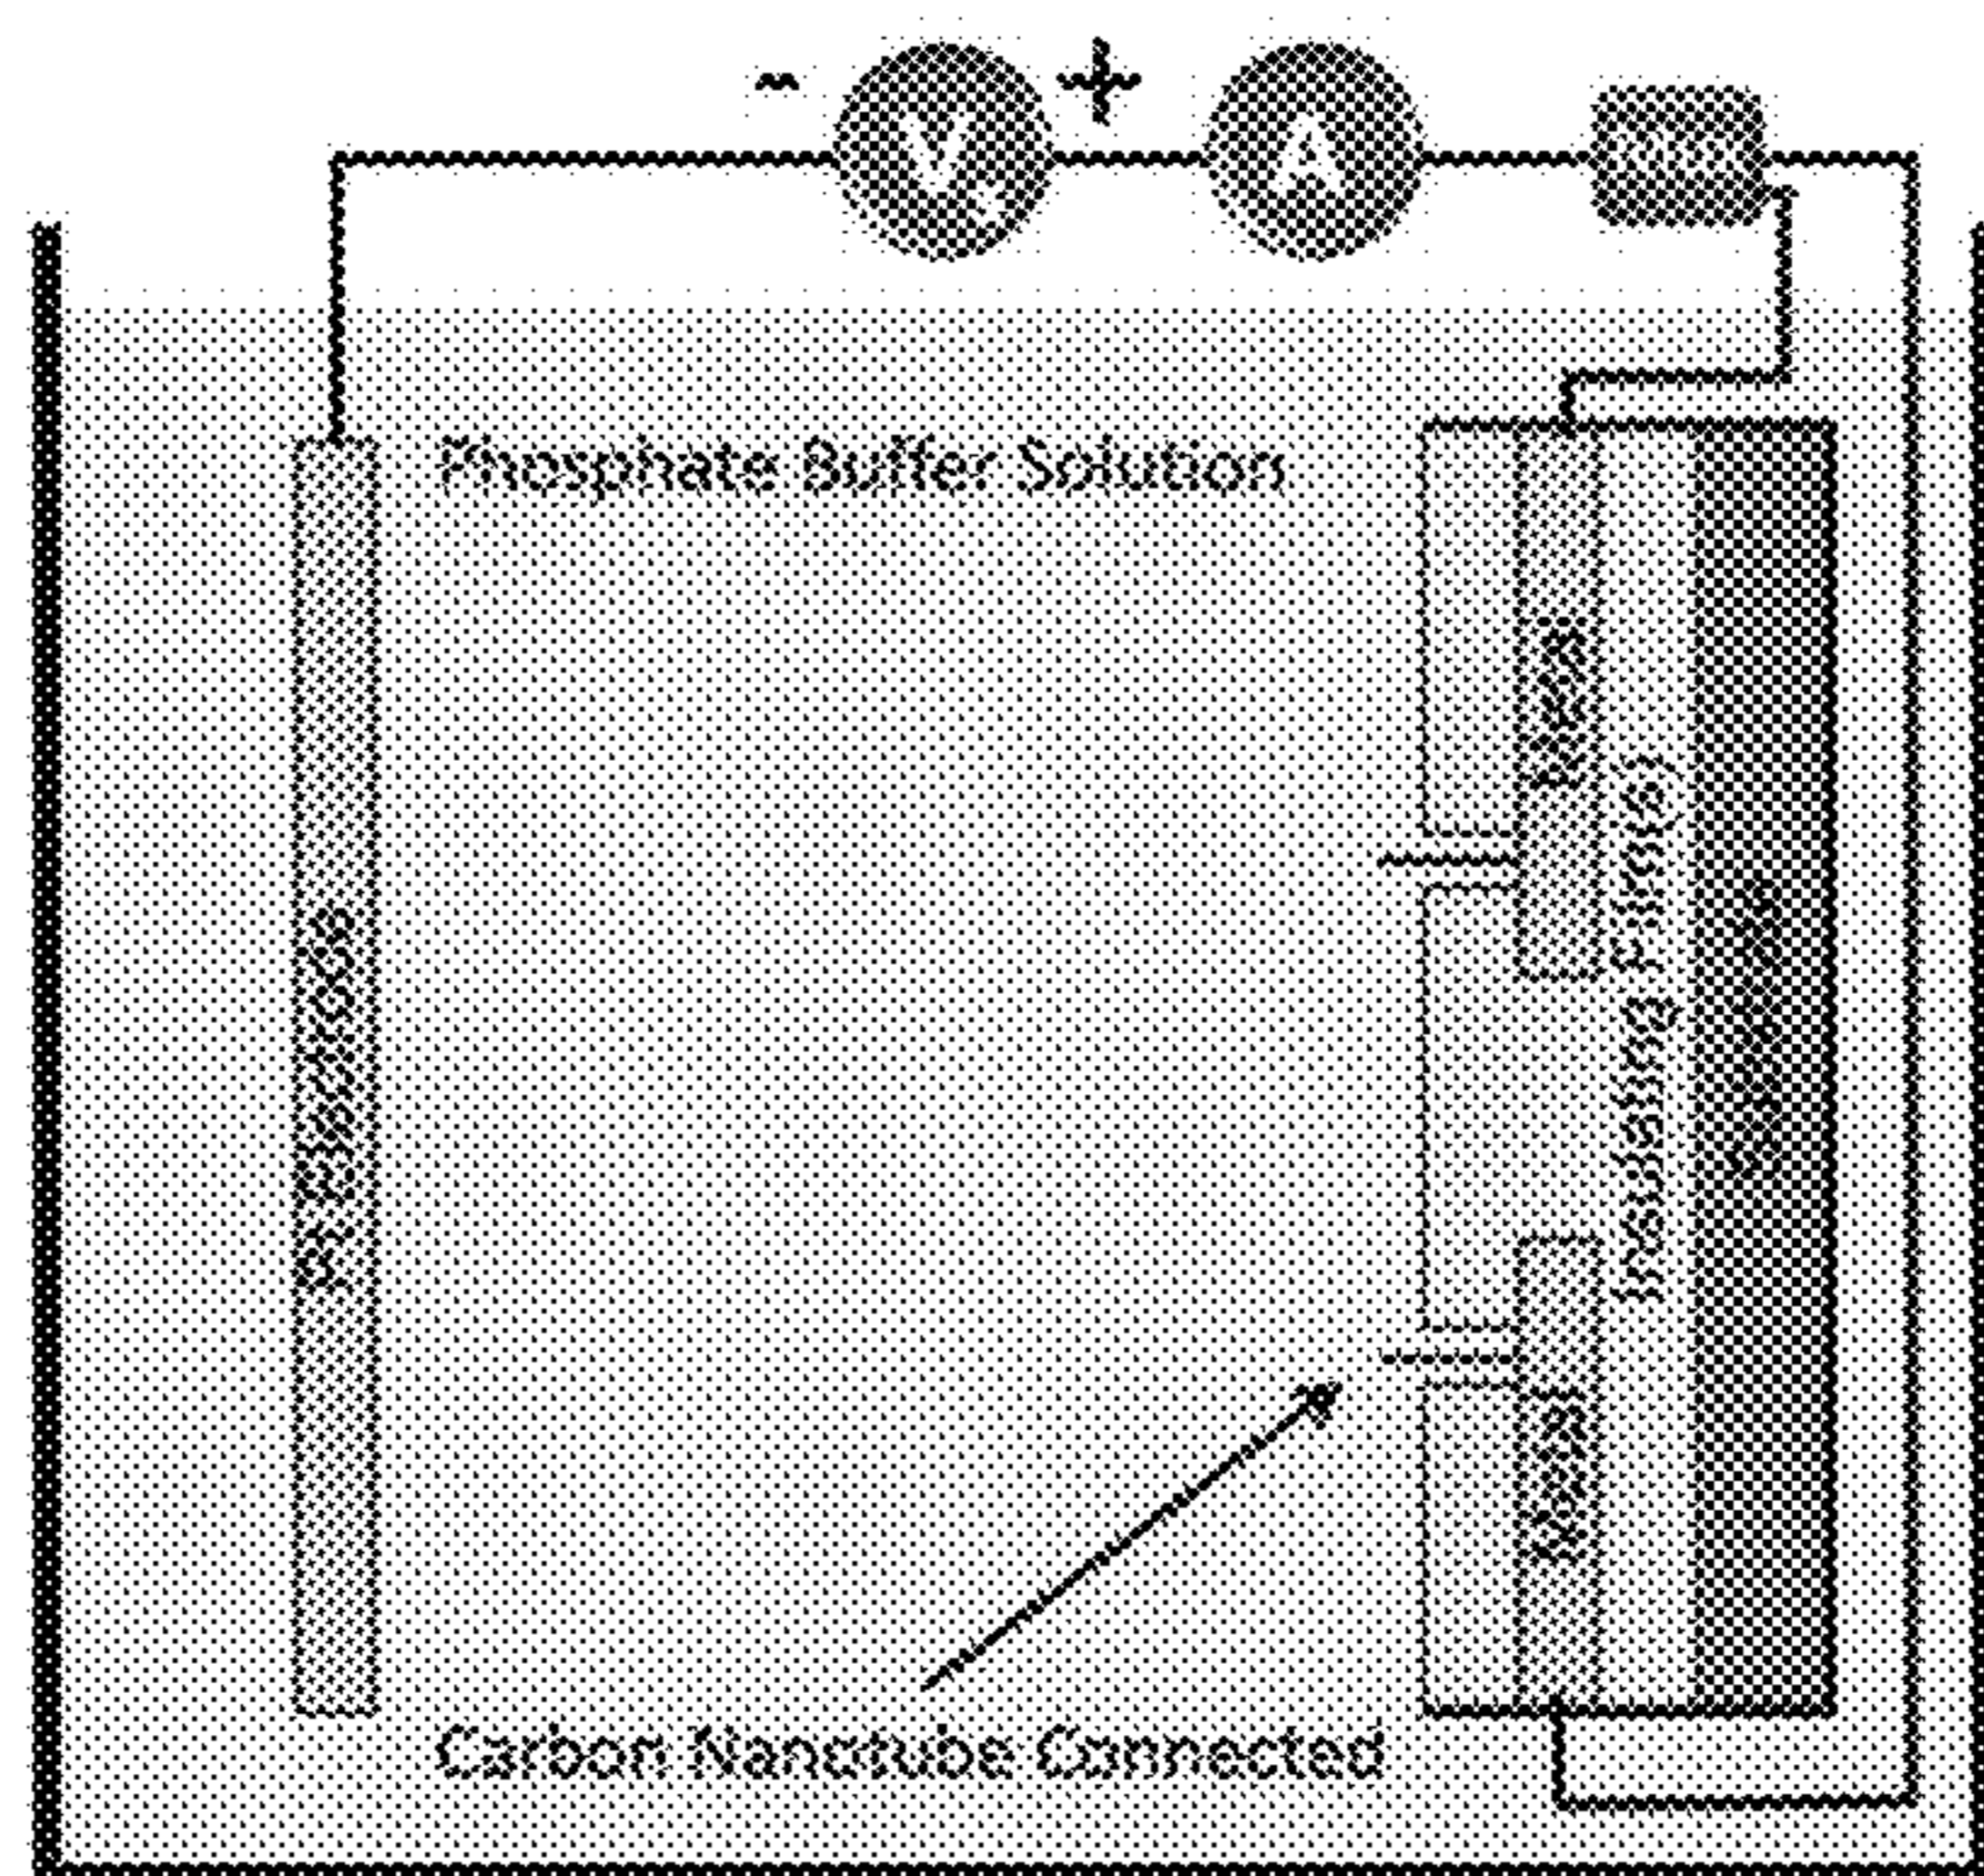 - V +
A
Phosphate Buffer Solution
Pt Electrode
Metal
Insulating Film(s)
Metal
Carbon Nanotube Connected